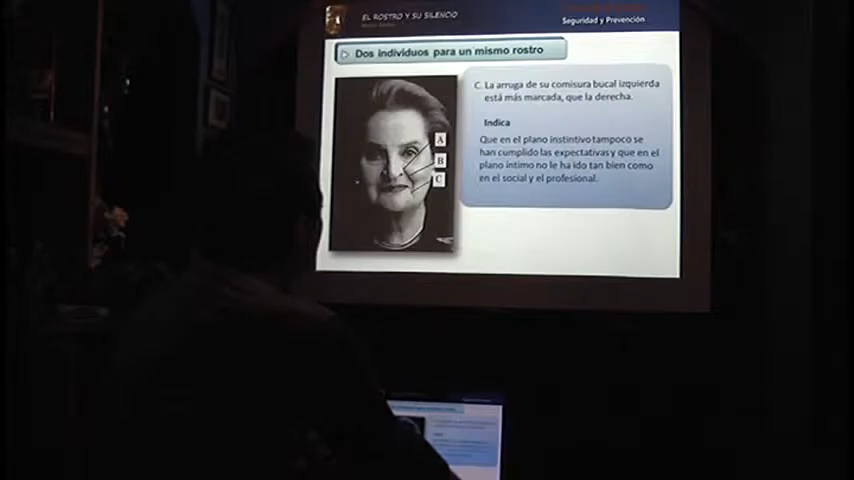 EL ROSTRO Y SU SILENCIO
Seguridad y Prevención
Dos individuos para un mismo rostro
A
B
C
C. La arruga de su comisura bucal izquierda
está más marcada, que la derecha.
Indica
Que en el plano instintivo tampoco se
han cumplido las expectativas y que en el
plano íntimo no le ha ido tan bien como
en el social y el profesional.